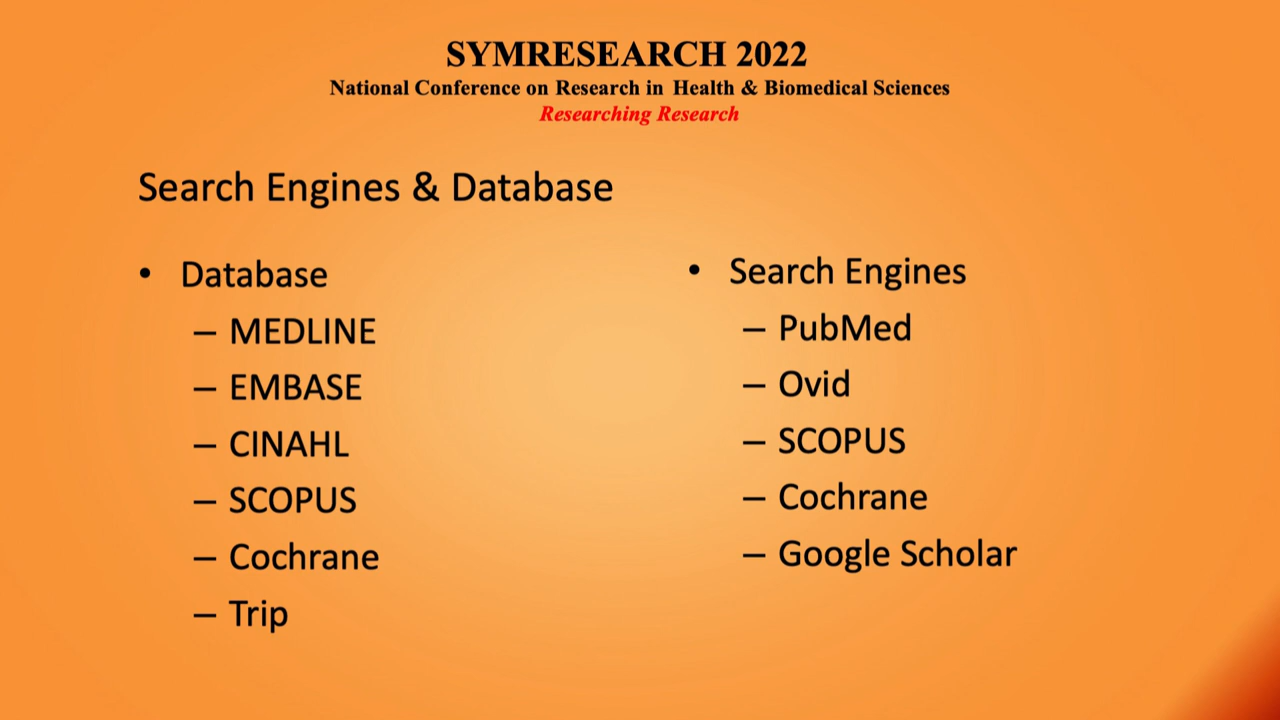 SYMRESEARCH 2022
National Conference on Research in Health & Biomedical Sciences
Researching Research
Search Engines & Database
• Database
– MEDLINE
– EMBASE
– CINAHL
– SCOPUS
– Cochrane
– Trip
• Search Engines
– PubMed
– Ovid
– SCOPUS
– Cochrane
– Google Scholar